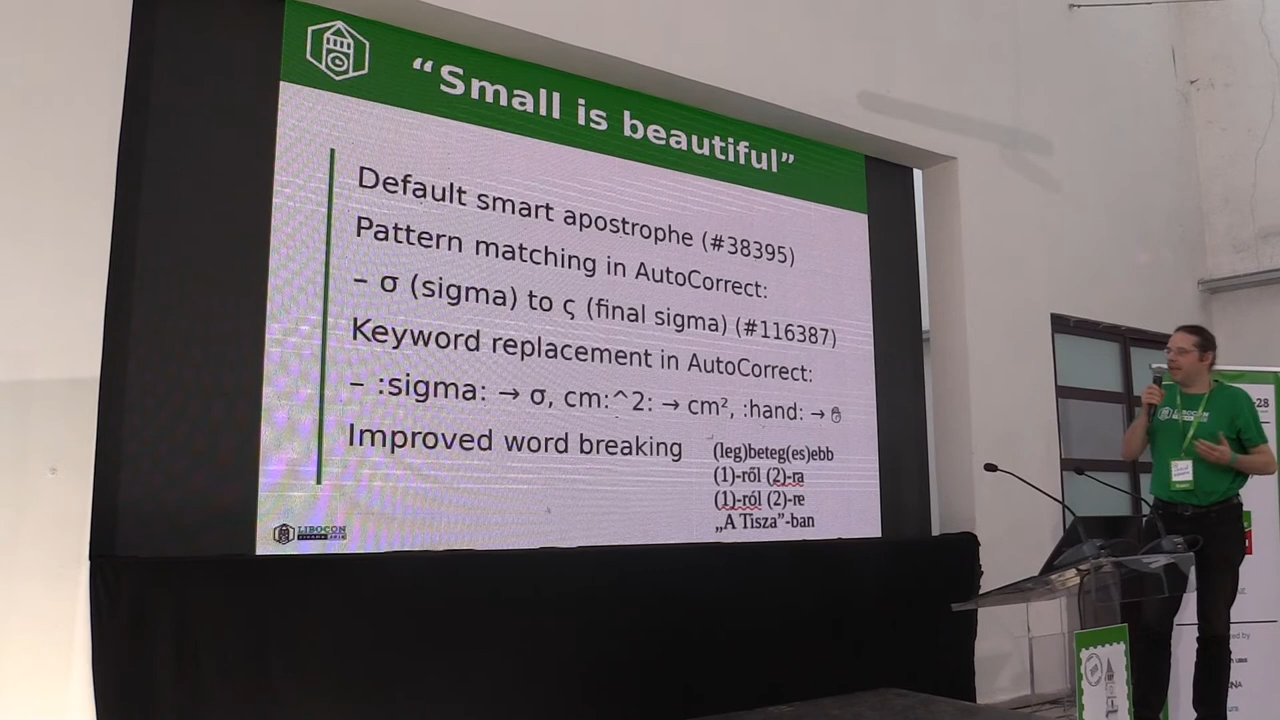 “Small is beautiful”
Default smart apostrophe (#38395)
Pattern matching in AutoCorrect:
– σ (sigma) to ς (final sigma) (#116387)
Keyword replacement in AutoCorrect:
– :sigma: → σ, cm:^2: → cm², :hand: → 🖰
Improved word breaking
(leg)beteg(es)ebb
(1)-ről (2)-ra
(1)-ról (2)-re
„A Tisza”-ban
LIBOCON
LIBOCON
-28